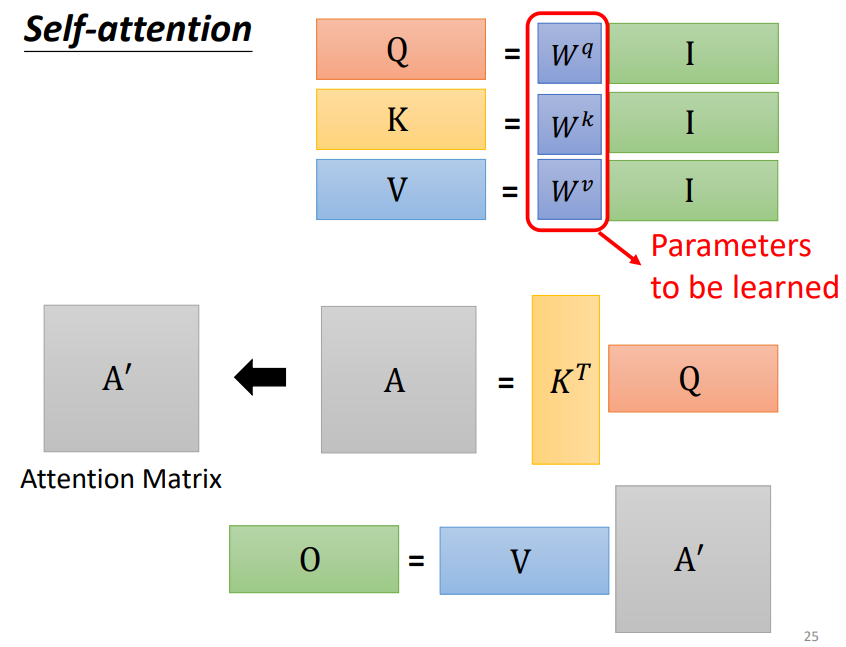 Self-attention
Q = W^q I
K = W^k I
V = W^v I
Parameters
to be learned
A′ A = K^T Q
Attention Matrix
O = V A′
25